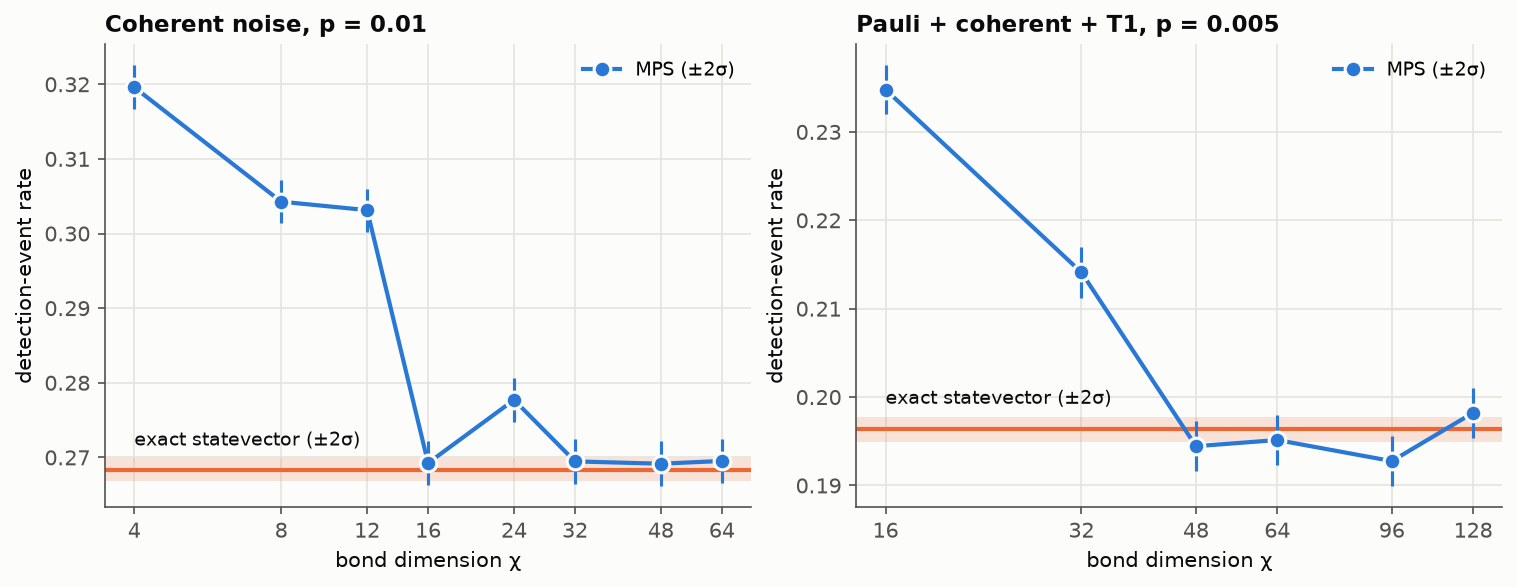 Coherent noise, p = 0.01
MPS (±2σ)
0.32
0.31
0.30
0.29
0.28
0.27
detection-event rate
exact statevector (±2σ)
4 8 12 16 24 32 48 64
bond dimension χ
Pauli + coherent + T1, p = 0.005
MPS (±2σ)
0.23
0.22
0.21
0.20
0.19
detection-event rate
exact statevector (±2σ)
16 32 48 64 96 128
bond dimension χ